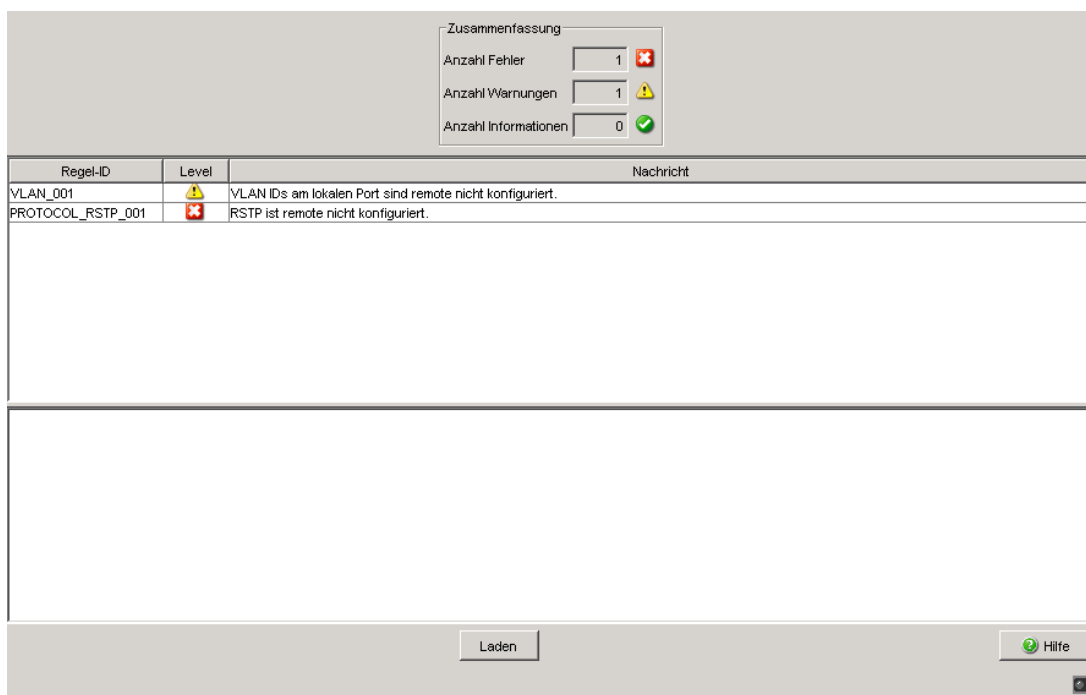 Zusammenfassung
Anzahl Fehler 1
Anzahl Warnungen 1
Anzahl Informationen 0
Regel-ID Level Nachricht
VLAN_001 VLAN IDs am lokalen Port sind remote nicht konfiguriert.
PROTOCOL_RSTP_001 RSTP ist remote nicht konfiguriert.
Laden Hilfe